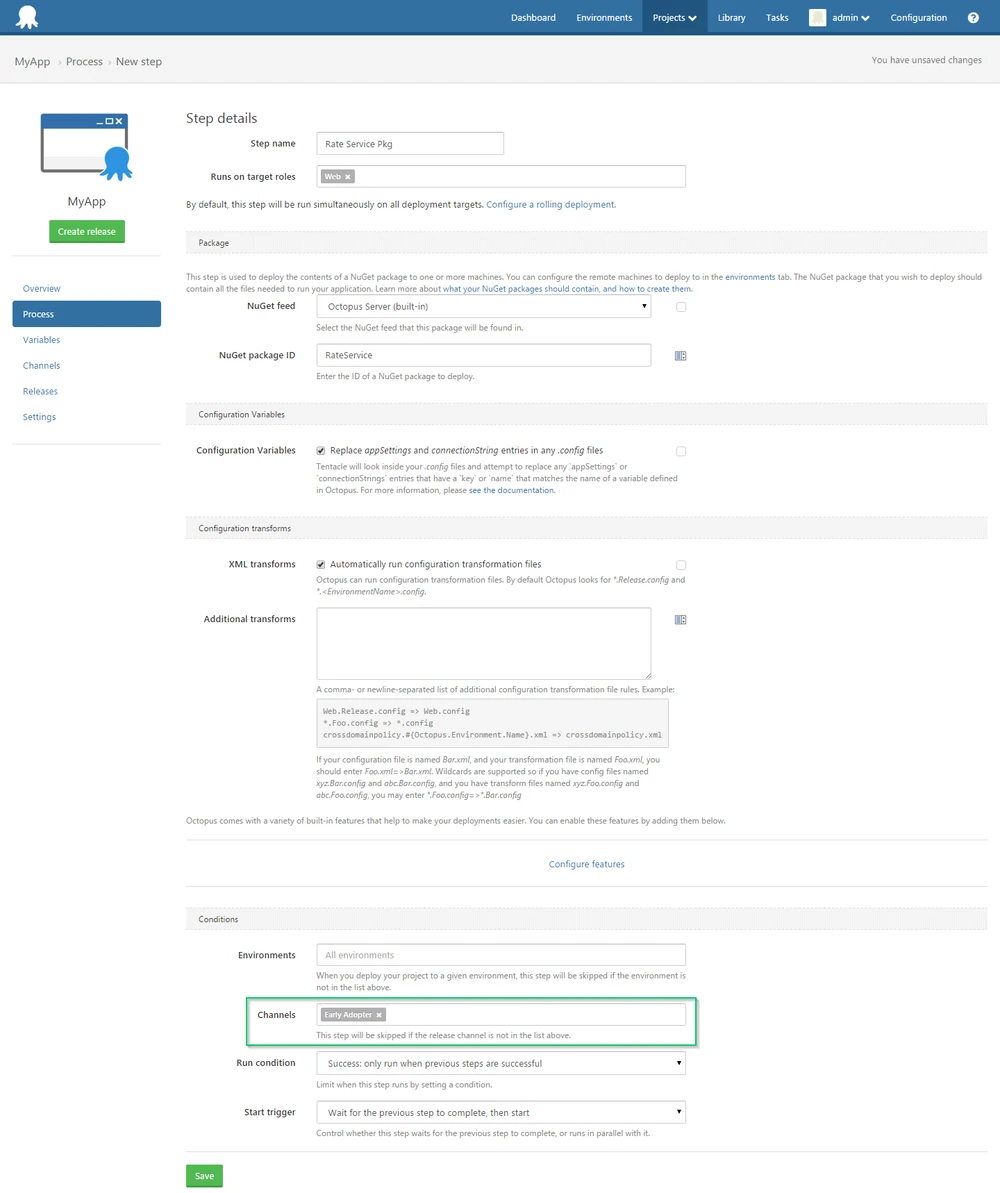 Dashboard Environments Projects Library Tasks admin Configuration ?
MyApp › Process › New step
You have unsaved changes
MyApp
Create release
Overview
Process
Variables
Channels
Releases
Settings
Step details
Step name Rate Service Pkg
Runs on target roles Web ×
By default, this step will be run simultaneously on all deployment targets. Configure a rolling deployment.
Package
This step is used to deploy the contents of a NuGet package to one or more machines. You can configure the remote machines to deploy to in the environments tab. The NuGet package that you wish to deploy should
contain all the files needed to run your application. Learn more about what your NuGet packages should contain, and how to create them.
NuGet feed Octopus Server (built-in)
Select the NuGet feed that this package will be found in.
NuGet package ID RateService
Enter the ID of a NuGet package to deploy.
Configuration Variables
Configuration Variables Replace appSettings and connectionString entries in any .config files
Tentacle will look inside your .config files and attempt to replace any `appSettings` or
`connectionStrings` entries that have a `key` or `name` that matches the name of a variable defined
in Octopus. For more information, please see the documentation.
Configuration transforms
XML transforms Automatically run configuration transformation files
Octopus can run configuration transformation files. By default Octopus looks for *.Release.config and
*.<EnvironmentName>.config.
Additional transforms
A comma- or newline-separated list of additional configuration transformation file rules. Example:
Web.Release.config => Web.config
*.Foo.config => *.config
crossdomainpolicy.#{Octopus.Environment.Name}.xml => crossdomainpolicy.xml
If your configuration file is named Bar.xml, and your transformation file is named Foo.xml, you
should enter Foo.xml=>Bar.xml. Wildcards are supported so if you have config files named
xyz.Bar.config and abc.Bar.config, and you have transform files named xyz.Foo.config and
abc.Foo.config, you may enter *.Foo.config=>*.Bar.config
Octopus comes with a variety of built-in features that help to make your deployments easier. You can enable these features by adding them below.
Configure features
Conditions
Environments All environments
When you deploy your project to a given environment, this step will be skipped if the environment is
not in the list above.
Channels Early Adopter ×
This step will be skipped if the release channel is not in the list above.
Run condition Success: only run when previous steps are successful
Limit when this step runs by setting a condition.
Start trigger Wait for the previous step to complete, then start
Control whether this step waits for the previous step to complete, or runs in parallel with it.
Save